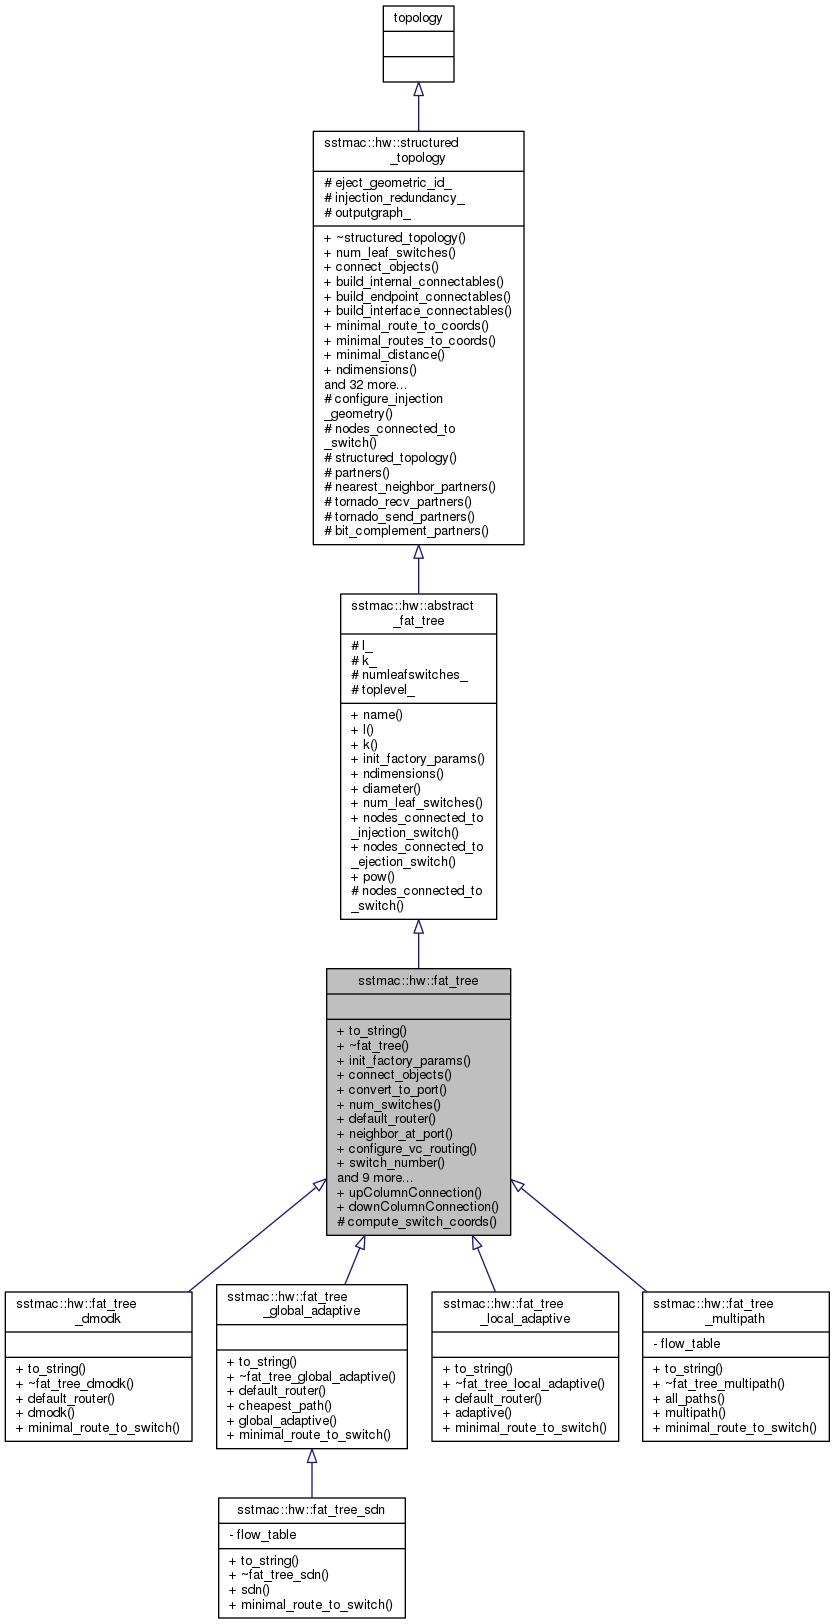 topology
sstmac::hw::structured
_topology
# eject_geometric_id_
# injection_redundancy_
# outputgraph_
+ ~structured_topology()
+ num_leaf_switches()
+ connect_objects()
+ build_internal_connectables()
+ build_endpoint_connectables()
+ build_interface_connectables()
+ minimal_route_to_coords()
+ minimal_routes_to_coords()
+ minimal_distance()
+ ndimensions()
and 32 more...
# configure_injection
_geometry()
# nodes_connected_to
_switch()
# structured_topology()
# partners()
# nearest_neighbor_partners()
# tornado_recv_partners()
# tornado_send_partners()
# bit_complement_partners()
sstmac::hw::abstract
_fat_tree
# l_
# k_
# numleafswitches_
# toplevel_
+ name()
+ l()
+ k()
+ init_factory_params()
+ ndimensions()
+ diameter()
+ num_leaf_switches()
+ nodes_connected_to
_injection_switch()
+ nodes_connected_to
_ejection_switch()
+ pow()
# nodes_connected_to
_switch()
sstmac::hw::fat_tree
+ to_string()
+ ~fat_tree()
+ init_factory_params()
+ connect_objects()
+ convert_to_port()
+ num_switches()
+ default_router()
+ neighbor_at_port()
+ configure_vc_routing()
+ switch_number()
and 9 more...
+ upColumnConnection()
+ downColumnConnection()
# compute_switch_coords()
sstmac::hw::fat_tree
_dmodk
+ to_string()
+ ~fat_tree_dmodk()
+ default_router()
+ dmodk()
+ minimal_route_to_switch()
sstmac::hw::fat_tree
_global_adaptive
+ to_string()
+ ~fat_tree_global_adaptive()
+ default_router()
+ cheapest_path()
+ global_adaptive()
+ minimal_route_to_switch()
sstmac::hw::fat_tree
_local_adaptive
+ to_string()
+ ~fat_tree_local_adaptive()
+ default_router()
+ adaptive()
+ minimal_route_to_switch()
sstmac::hw::fat_tree
_multipath
- flow_table
+ to_string()
+ ~fat_tree_multipath()
+ all_paths()
+ multipath()
+ minimal_route_to_switch()
sstmac::hw::fat_tree_sdn
- flow_table
+ to_string()
+ ~fat_tree_sdn()
+ sdn()
+ minimal_route_to_switch()